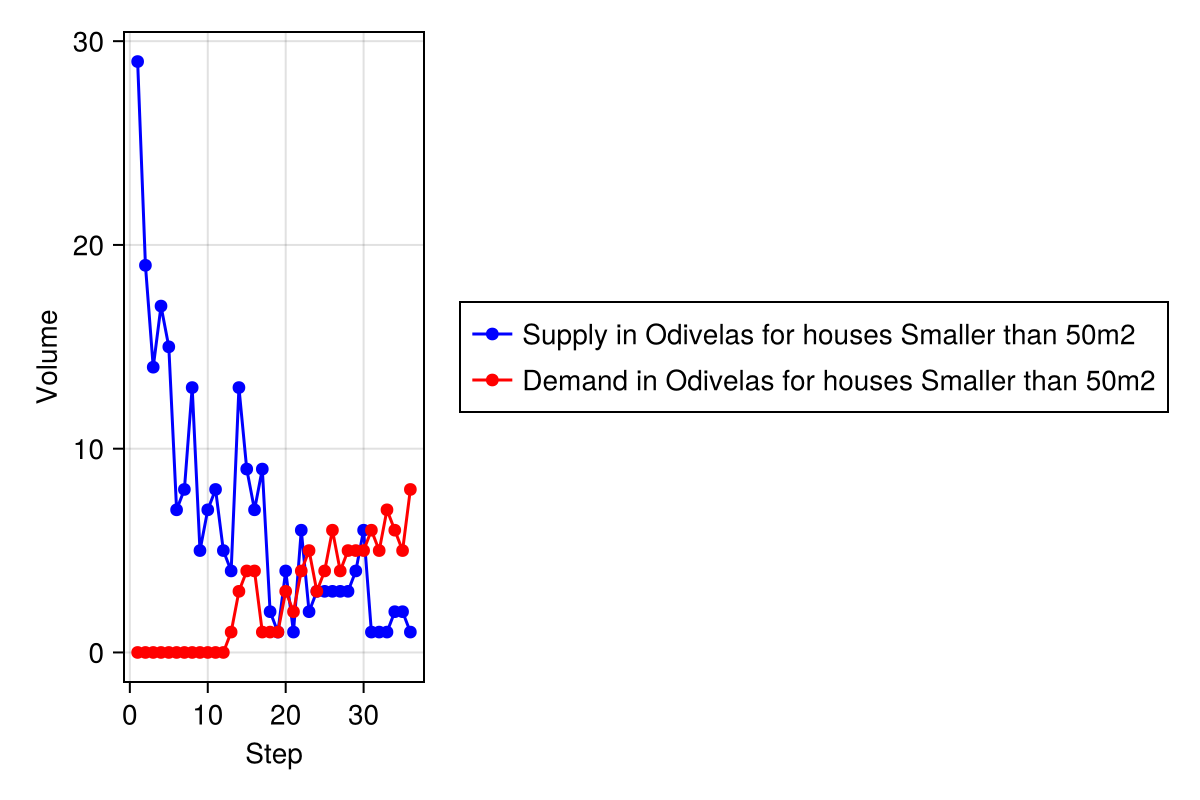 30
20
10
0
Volume
0 10 20 30
Step
Supply in Odivelas for houses Smaller than 50m2
Demand in Odivelas for houses Smaller than 50m2